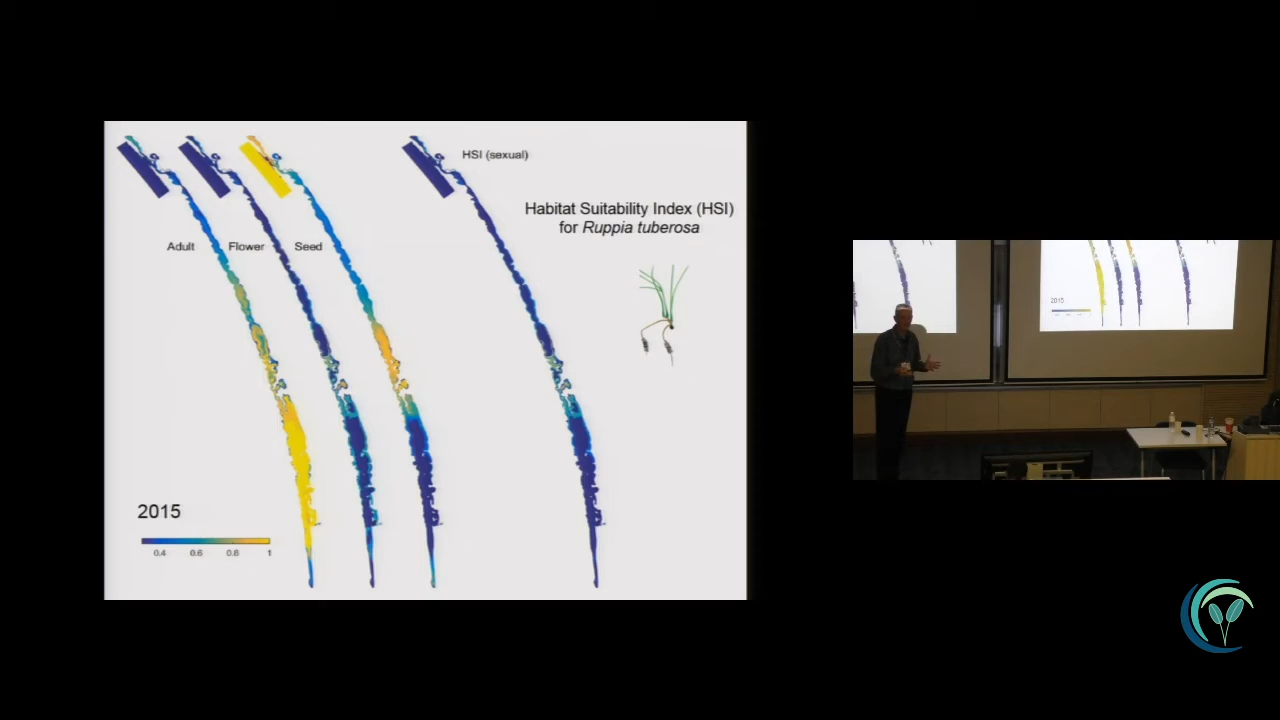 HSI (sexual)
Habitat Suitability Index (HSI)
for Ruppia tuberosa
Adult
Flower
Seed
2015
0.4
0.6
0.8
1
2015